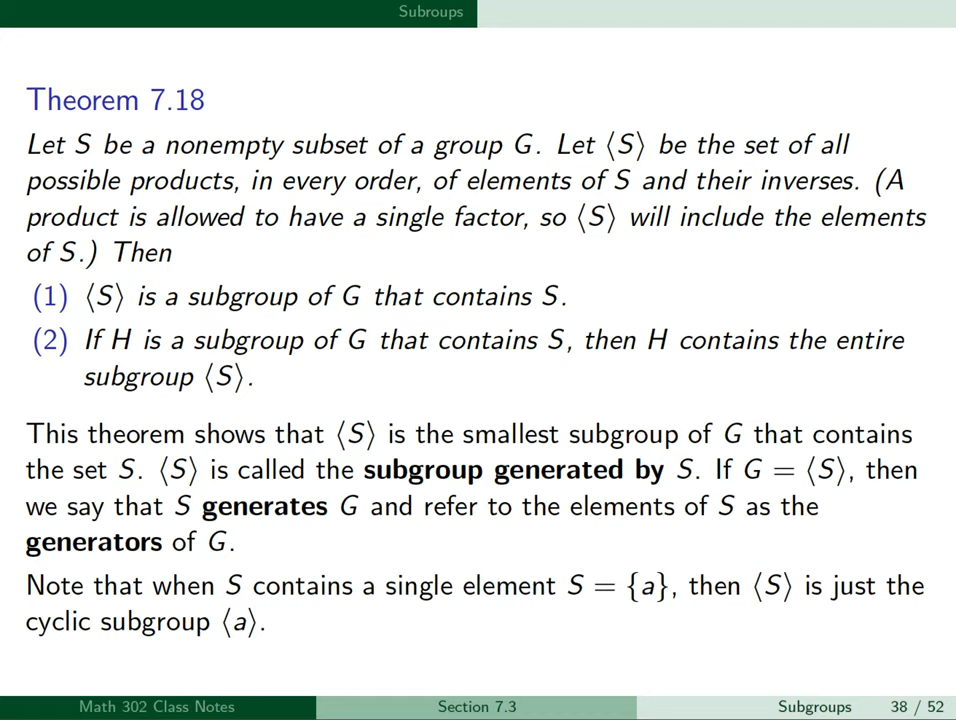 Subroups
Theorem 7.18
Let S be a nonempty subset of a group G. Let ⟨S⟩ be the set of all
possible products, in every order, of elements of S and their inverses. (A
product is allowed to have a single factor, so ⟨S⟩ will include the elements
of S.) Then
(1) ⟨S⟩ is a subgroup of G that contains S.
(2) If H is a subgroup of G that contains S, then H contains the entire
subgroup ⟨S⟩.
This theorem shows that ⟨S⟩ is the smallest subgroup of G that contains
the set S. ⟨S⟩ is called the subgroup generated by S. If G = ⟨S⟩, then
we say that S generates G and refer to the elements of S as the
generators of G.
Note that when S contains a single element S = {a}, then ⟨S⟩ is just the
cyclic subgroup ⟨a⟩.
Math 302 Class Notes Section 7.3 Subgroups 38 / 52